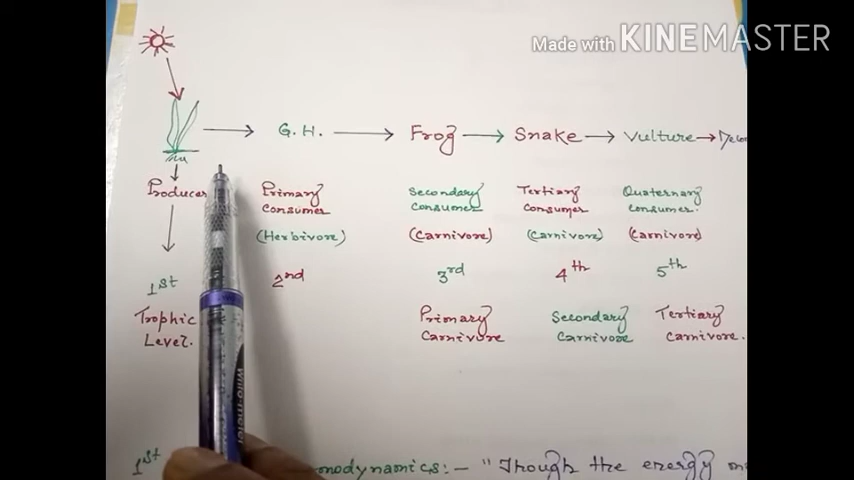 Made with KINEMASTER
G.H. Frog Snake Vulture
Producer Primary Secondary Tertiary Quaternary
consumer consumer consumer consumer.
(Herbivore) (Carnivore) (Carnivore) (Carnivore)
1st 2nd 3rd 4th 5th
Trophic Primary Secondary Tertiary
Level. Carnivore Carnivore Carnivore.
1st modynamics:- "Though the energy